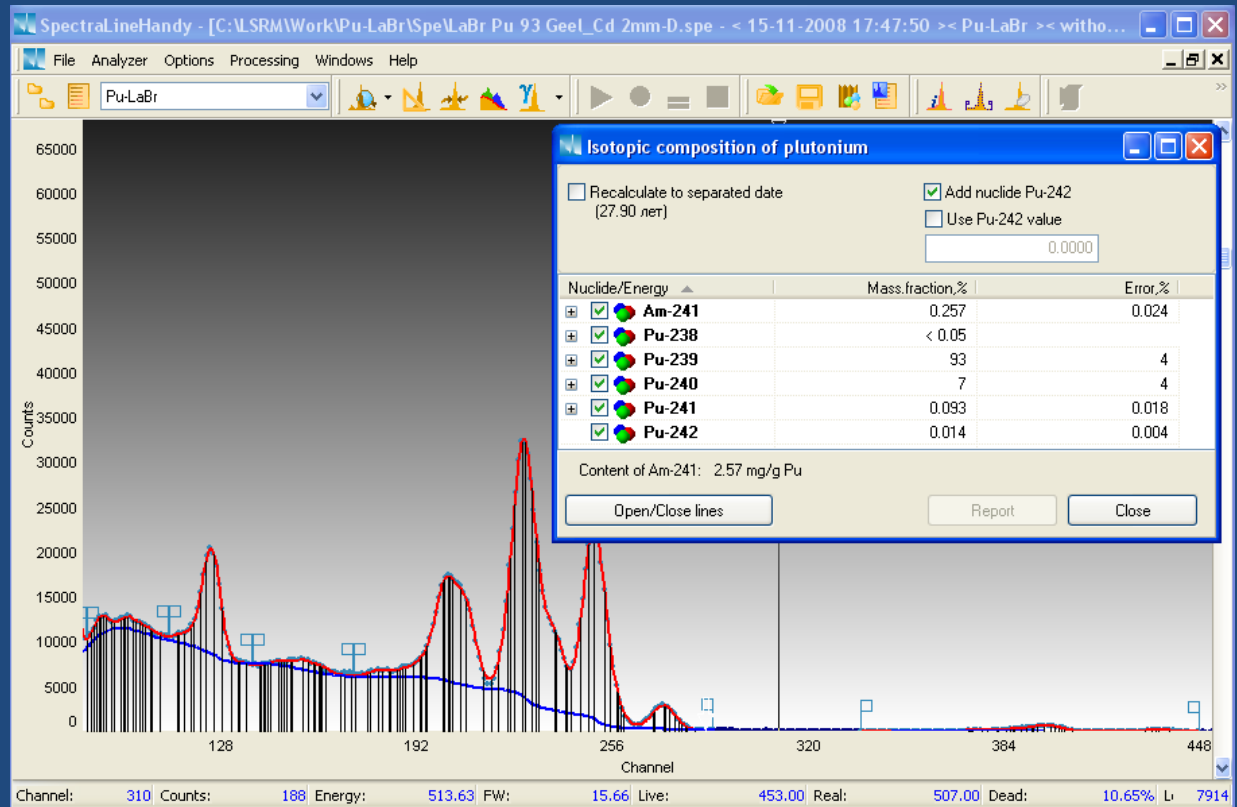 SpectraLineHandy - [C:\LSRM\Work\Pu-LaBr\Spe\LaBr Pu 93 Geel_Cd 2mm-D.spe - < 15-11-2008 17:47:50 >< Pu-LaBr >< witho...
File Analyzer Options Processing Windows Help
Pu-LaBr
Isotopic composition of plutonium
Recalculate to separated date
(27.90 лет)
Add nuclide Pu-242
Use Pu-242 value
0.0000
Nuclide/Energy Mass.fraction,% Error,%
Am-241 0.257 0.024
Pu-238 < 0.05
Pu-239 93 4
Pu-240 7 4
Pu-241 0.093 0.018
Pu-242 0.014 0.004
Content of Am-241: 2.57 mg/g Pu
Open/Close lines Report Close
65000
60000
55000
50000
45000
40000
35000
30000
25000
20000
15000
10000
5000
0
Counts
128 192 256 320 384 448
Channel
Channel: 310 Counts: 188 Energy: 513.63 FW: 15.66 Live: 453.00 Real: 507.00 Dead: 10.65% 7914